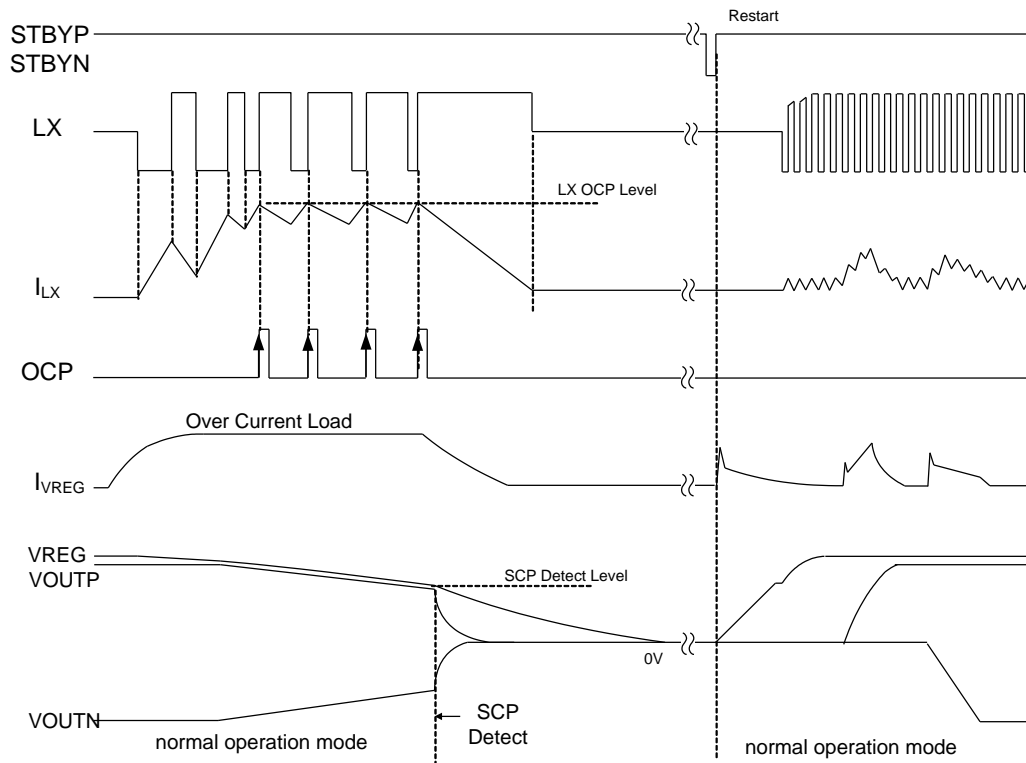 Restart
STBYP
STBYN
LX
LX OCP Level
ILX
OCP
Over Current Load
IVREG
VREG
VOUTP
SCP Detect Level
0V
VOUTN
SCP
Detect
normal operation mode
normal operation mode